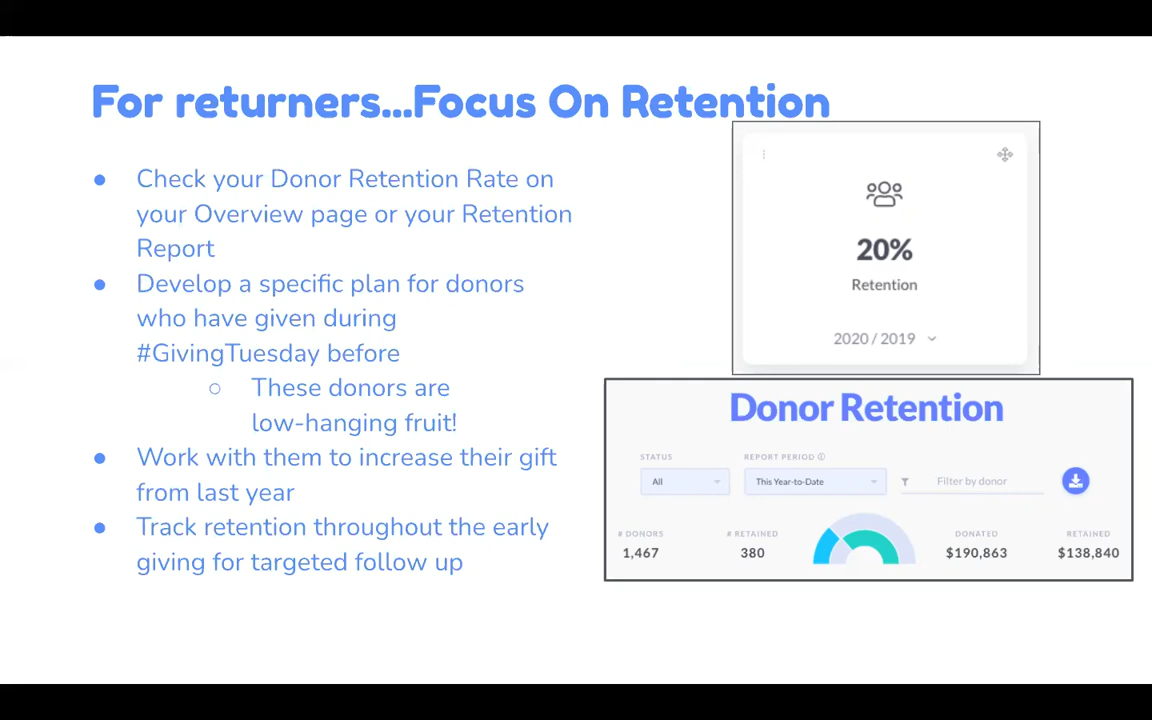 For returners...Focus On Retention
● Check your Donor Retention Rate on
your Overview page or your Retention
Report
● Develop a specific plan for donors
who have given during
#GivingTuesday before
○ These donors are
low-hanging fruit!
● Work with them to increase their gift
from last year
● Track retention throughout the early
giving for targeted follow up
20%
Retention
2020 / 2019
Donor Retention
STATUS
All
REPORT PERIOD
This Year-to-Date
Filter by donor
# DONORS
1,467
# RETAINED
380
DONATED
$190,863
RETAINED
$138,840